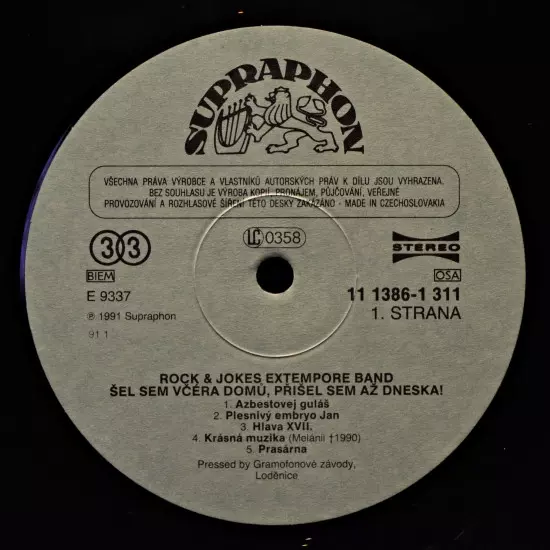 SUPRAPHON
VŠECHNA PRÁVA VÝROBCE A VLASTNÍKŮ AUTORSKÝCH PRÁV K DÍLU JSOU VYHRAZENA.
BEZ SOUHLASU JE VÝROBA KOPIÍ, PRONÁJEM, PŮJČOVÁNÍ, VEŘEJNÉ
PROVOZOVÁNÍ A ROZHLASOVÉ ŠÍŘENÍ TÉTO DESKY ZAKÁZÁNO - MADE IN CZECHOSLOVAKIA
33
LC 0358
STEREO
BIEM
OSA
E 9337
11 1386-1 311
℗ 1991 Supraphon
1. STRANA
91 1
ROCK & JOKES EXTEMPORE BAND
ŠEL SEM VČÉRA DOMŮ, PŘIŠEL SEM AŽ DNESKA!
1. Azbestovej guláš
2. Plesnivý embryo Jan
3. Hlava XVII.
4. Krásná muzika (Melánii †1990)
5. Prasárna
Pressed by Gramofonové závody,
Loděnice